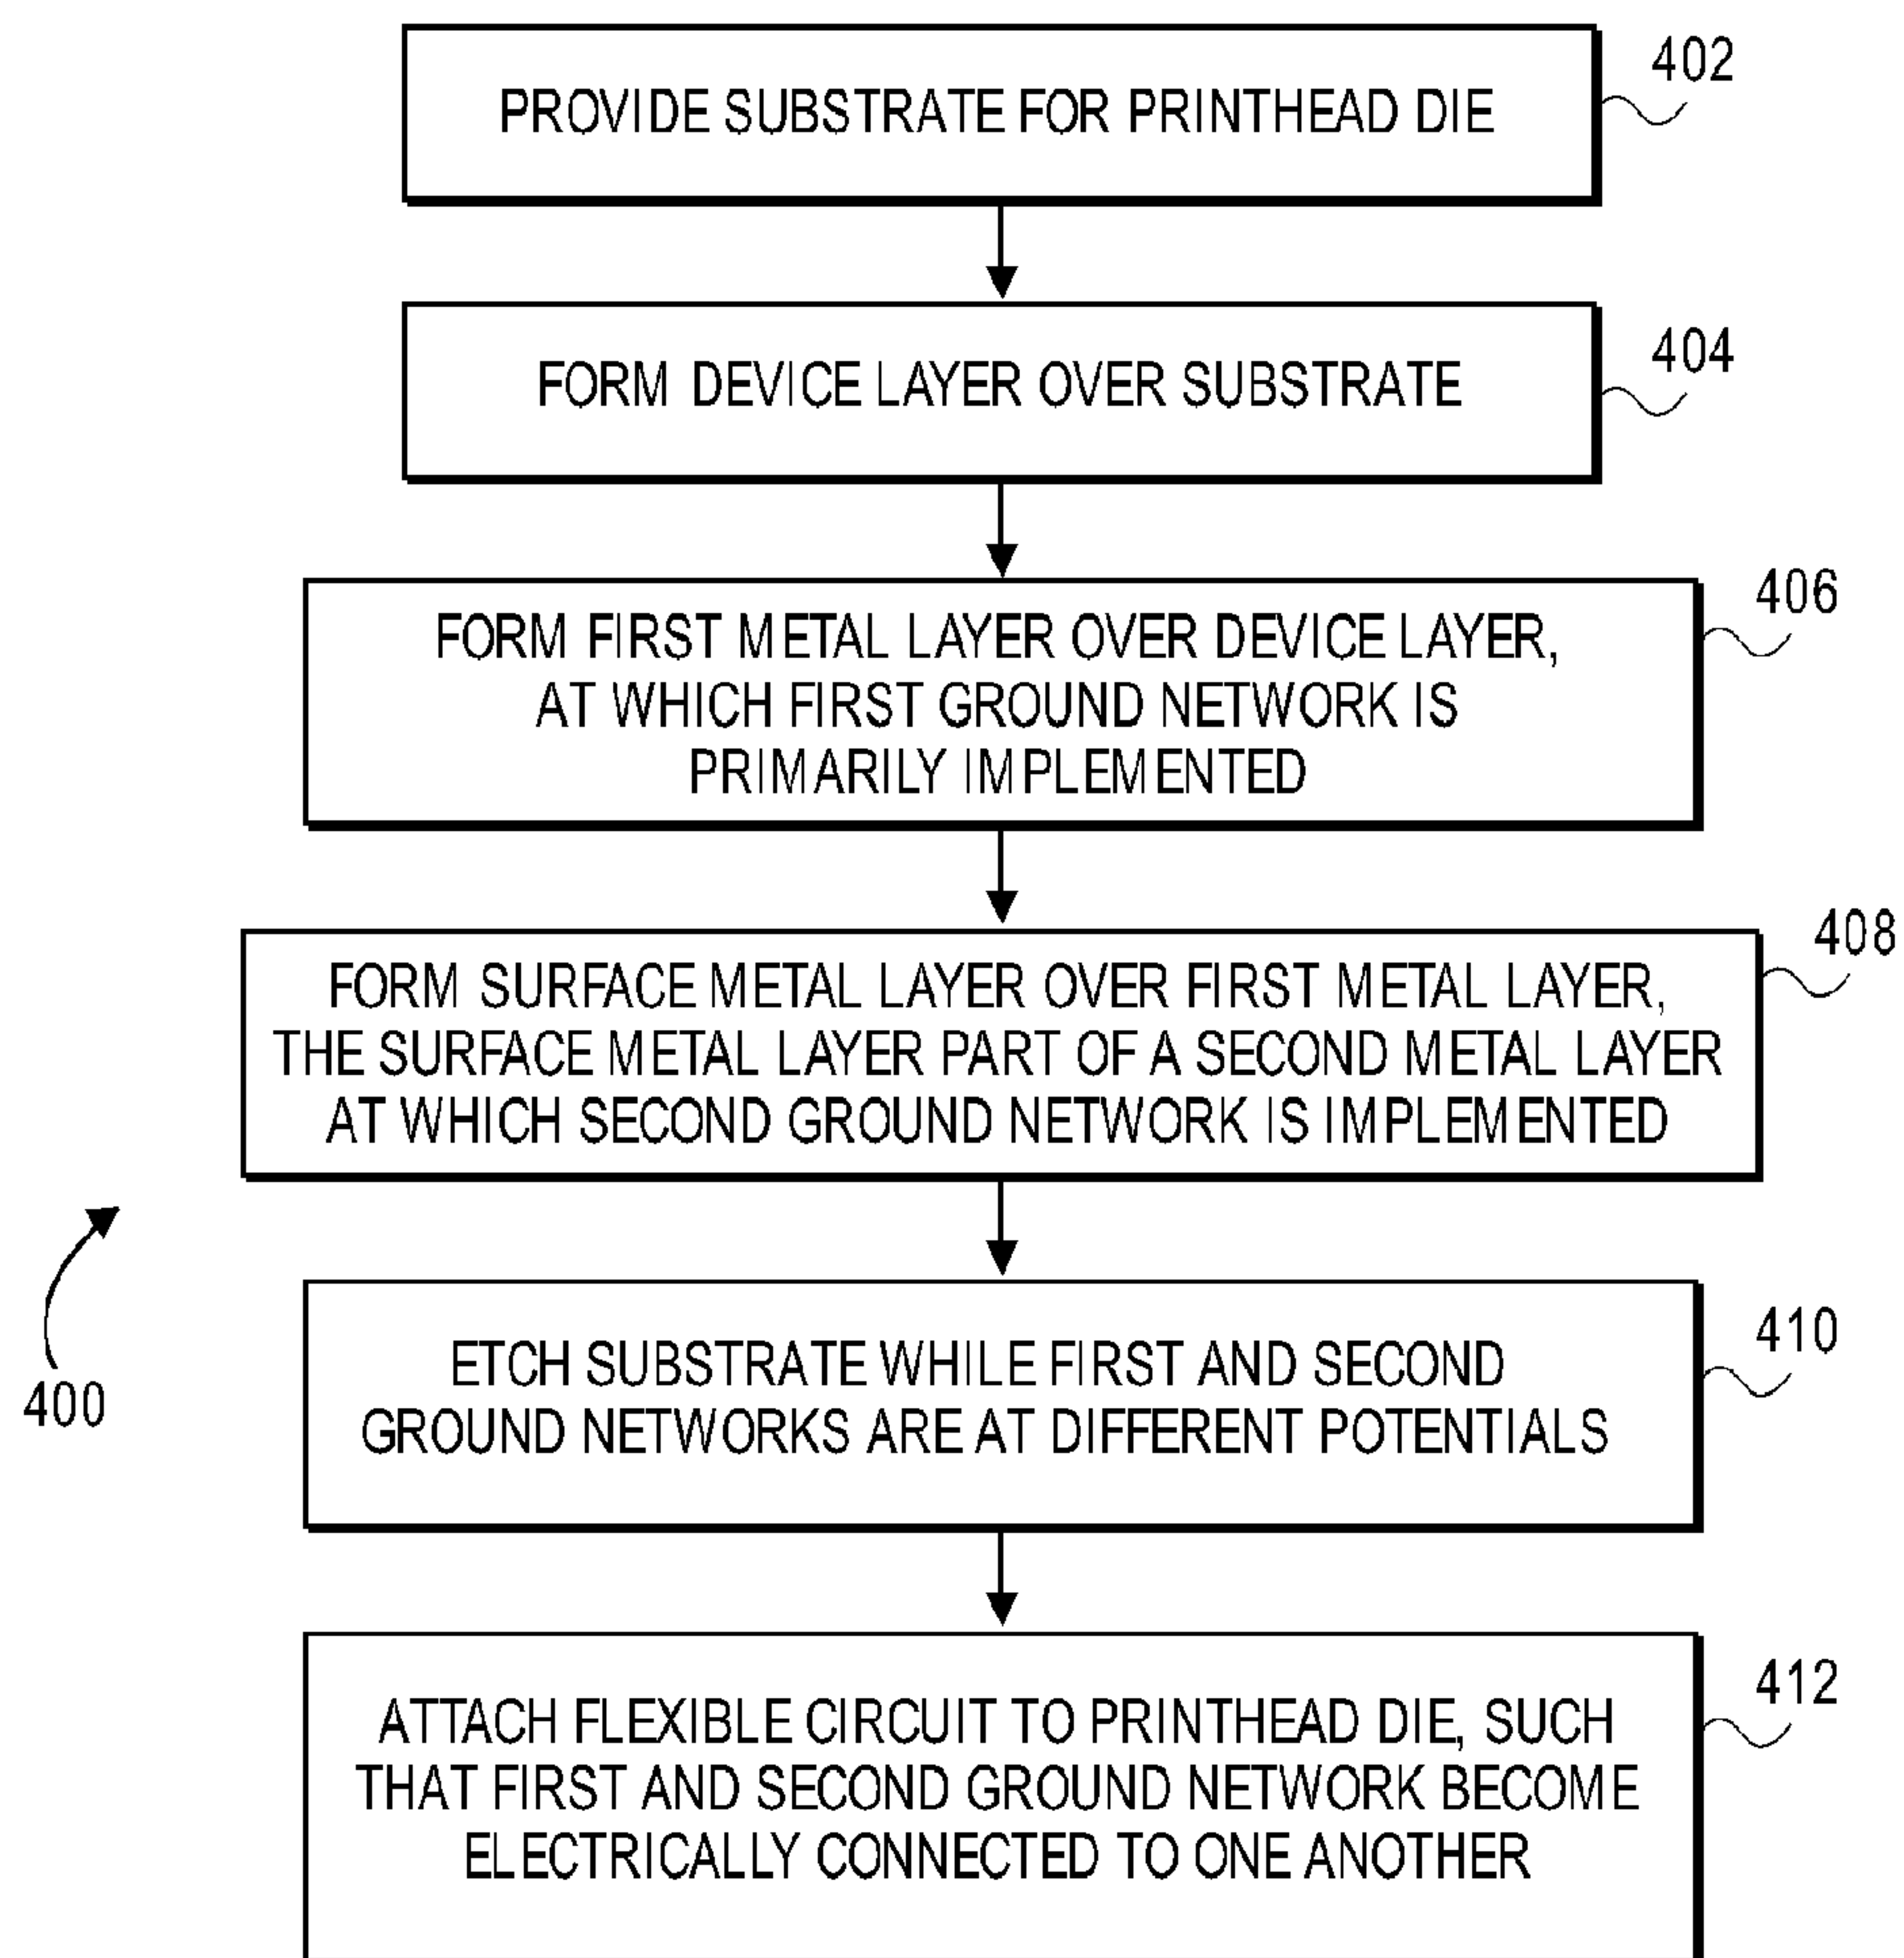 PROVIDE SUBSTRATE FOR PRINTHEAD DIE
402
FORM DEVICE LAYER OVER SUBSTRATE
404
FORM FIRST METAL LAYER OVER DEVICE LAYER,
AT WHICH FIRST GROUND NETWORK IS
PRIMARILY IMPLEMENTED
406
FORM SURFACE METAL LAYER OVER FIRST METAL LAYER,
THE SURFACE METAL LAYER PART OF A SECOND METAL LAYER
AT WHICH SECOND GROUND NETWORK IS IMPLEMENTED
408
400
ETCH SUBSTRATE WHILE FIRST AND SECOND
GROUND NETWORKS ARE AT DIFFERENT POTENTIALS
410
ATTACH FLEXIBLE CIRCUIT TO PRINTHEAD DIE, SUCH
THAT FIRST AND SECOND GROUND NETWORK BECOME
ELECTRICALLY CONNECTED TO ONE ANOTHER
412